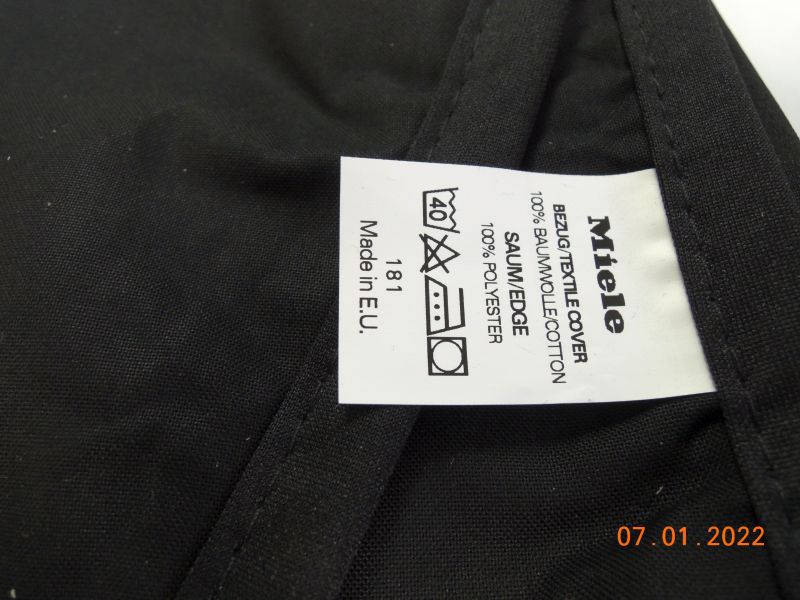 Miele
BEZUG/TEXTILE COVER
100% BAUMWOLLE/COTTON
SAUM/EDGE
100% POLYESTER
40
181
Made in E.U.
07.01.2022